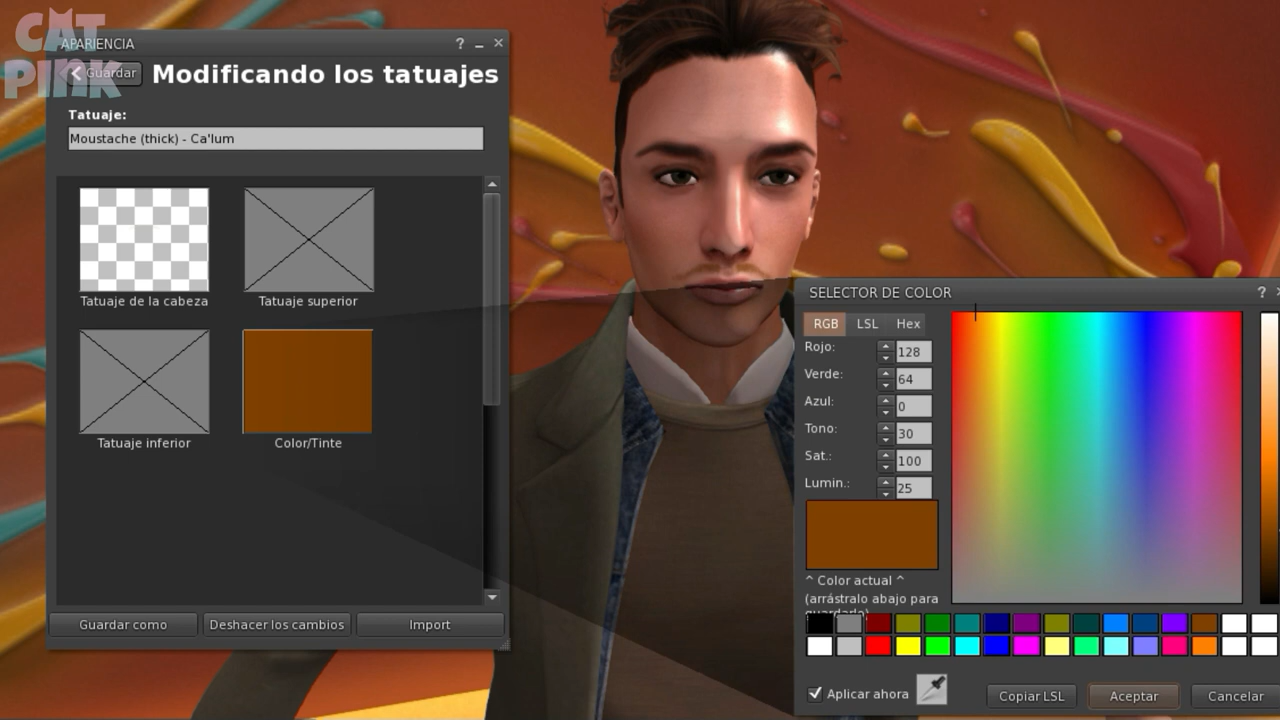 CAT
PINK
APARIENCIA
? _ ×
Guardar
Modificando los tatuajes
Tatuaje:
Moustache (thick) - Ca'lum
Tatuaje de la cabeza
Tatuaje superior
Tatuaje inferior
Color/Tinte
Guardar como
Deshacer los cambios
Import
SELECTOR DE COLOR
?
RGB LSL Hex
Rojo: 128
Verde: 64
Azul: 0
Tono: 30
Sat.: 100
Lumin.: 25
^ Color actual ^
(arrástralo abajo para
guardarlo)
Aplicar ahora
Copiar LSL
Aceptar
Cancelar